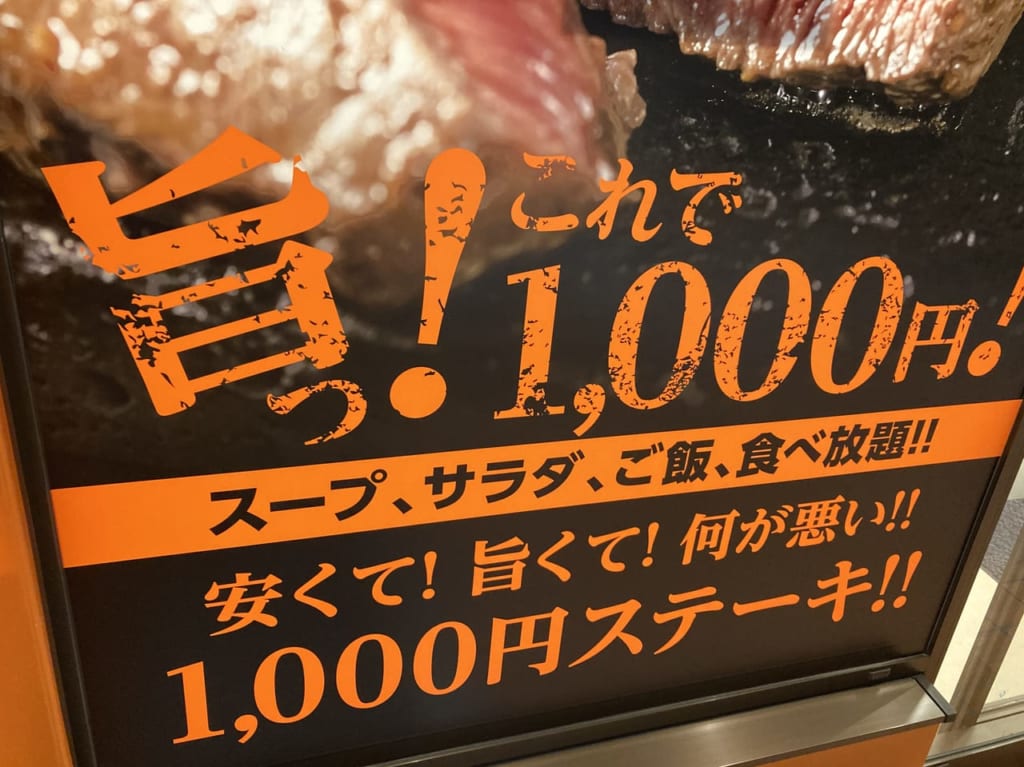 旨っ!
これで
1,000円!
スープ、サラダ、ご飯、食べ放題!!
安くて! 旨くて! 何が悪い!!
1,000円ステーキ!!